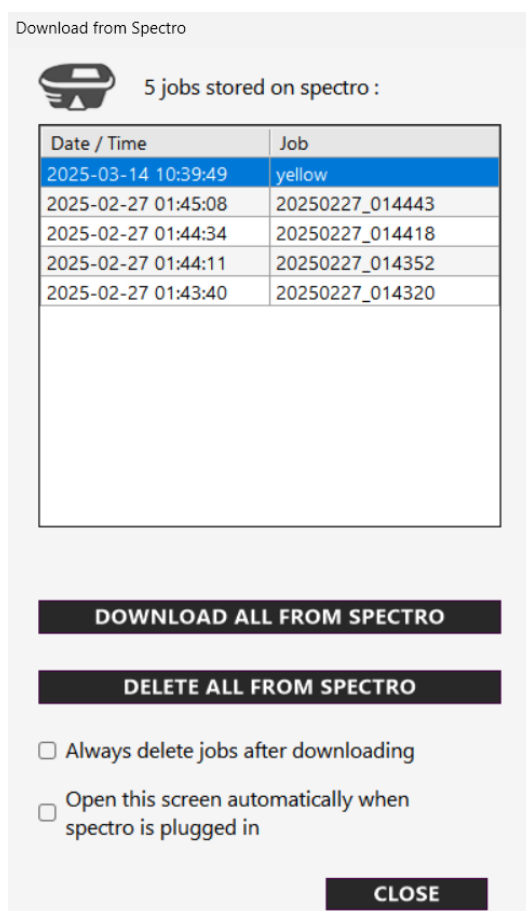 Download from Spectro
5 jobs stored on spectro :
Date / Time Job
2025-03-14 10:39:49 yellow
2025-02-27 01:45:08 20250227_014443
2025-02-27 01:44:34 20250227_014418
2025-02-27 01:44:11 20250227_014352
2025-02-27 01:43:40 20250227_014320
DOWNLOAD ALL FROM SPECTRO
DELETE ALL FROM SPECTRO
Always delete jobs after downloading
Open this screen automatically when
spectro is plugged in
CLOSE